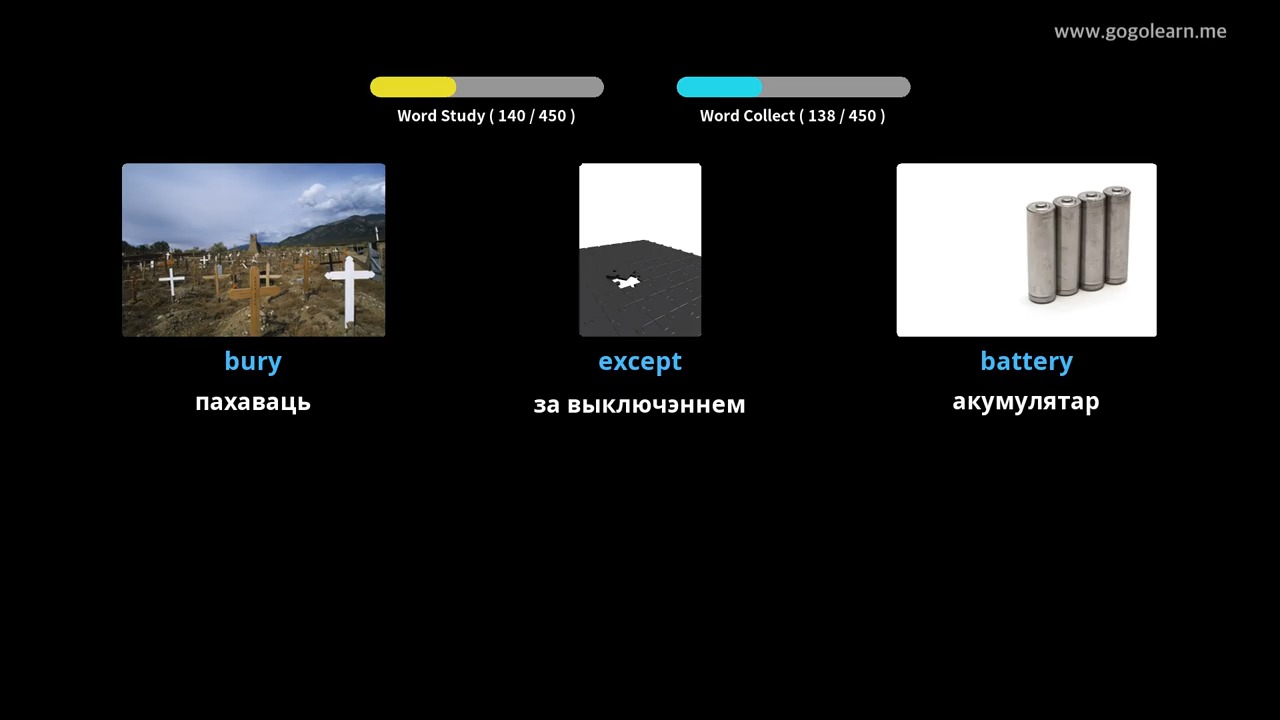 www.gogolearn.me
Word Study ( 140 / 450 )
Word Collect ( 138 / 450 )
bury
except
battery
пахаваць
за выключэннем
акумулятар